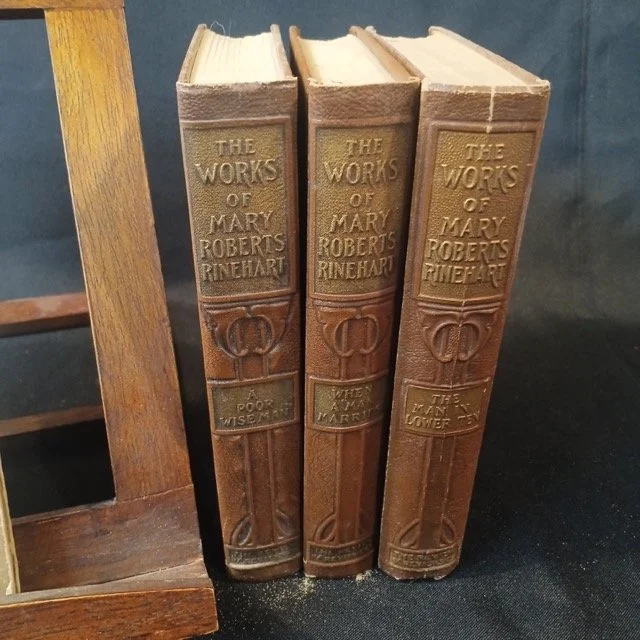 THE
WORKS
OF
MARY
ROBERTS
RINEHART
A
POOR
WISE MAN
THE
WORKS
OF
MARY
ROBERTS
RINEHART
WHEN
A MAN
MARRIES
THE
WORKS
OF
MARY
ROBERTS
RINEHART
THE
MAN IN
LOWER TEN